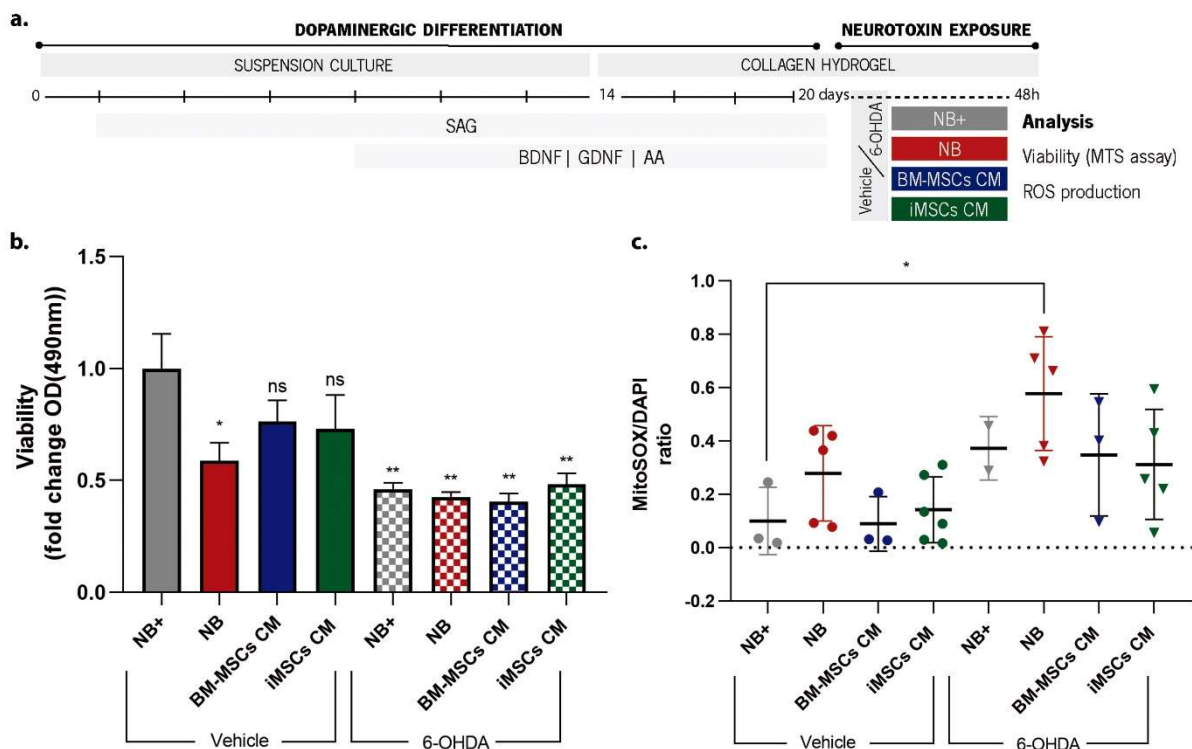 a.
DOPAMINERGIC DIFFERENTIATION
NEUROTOXIN EXPOSURE
SUSPENSION CULTURE
COLLAGEN HYDROGEL
0
14
20 days
48h
SAG
BDNF | GDNF | AA
Vehicle / 6-OHDA
NB+
NB
BM-MSCs CM
iMSCs CM
Analysis
Viability (MTS assay)
ROS production
b.
Viability
(fold change OD(490nm))
1.5
1.0
0.5
0.0
*
ns
ns
**
**
**
**
NB+
NB
BM-MSCs CM
iMSCs CM
NB+
NB
BM-MSCs CM
iMSCs CM
Vehicle
6-OHDA
c.
MitoSOX/DAPI
ratio
1.0
0.8
0.6
0.4
0.2
0.0
-0.2
*
NB+
NB
BM-MSCs CM
iMSCs CM
NB+
NB
BM-MSCs CM
iMSCs CM
Vehicle
6-OHDA